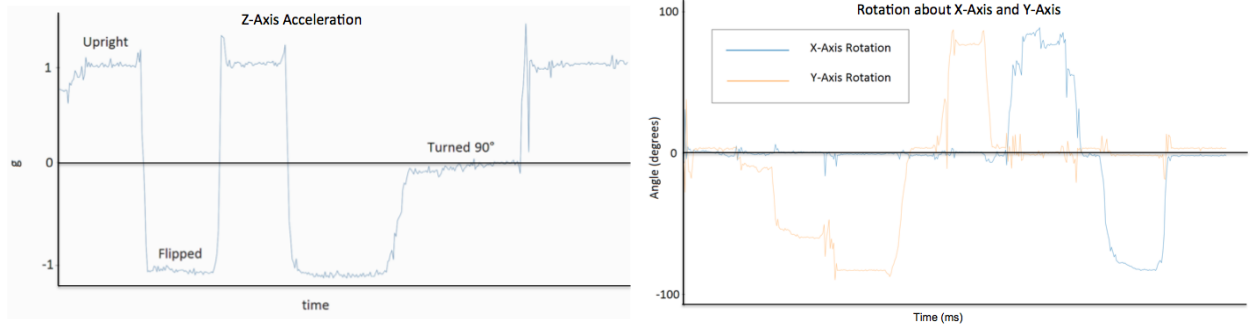 Z-Axis Acceleration
Upright
1
g
0
Turned 90°
Flipped
-1
time
Rotation about X-Axis and Y-Axis
100
X-Axis Rotation
Y-Axis Rotation
Angle (degrees)
0
-100
Time (ms)